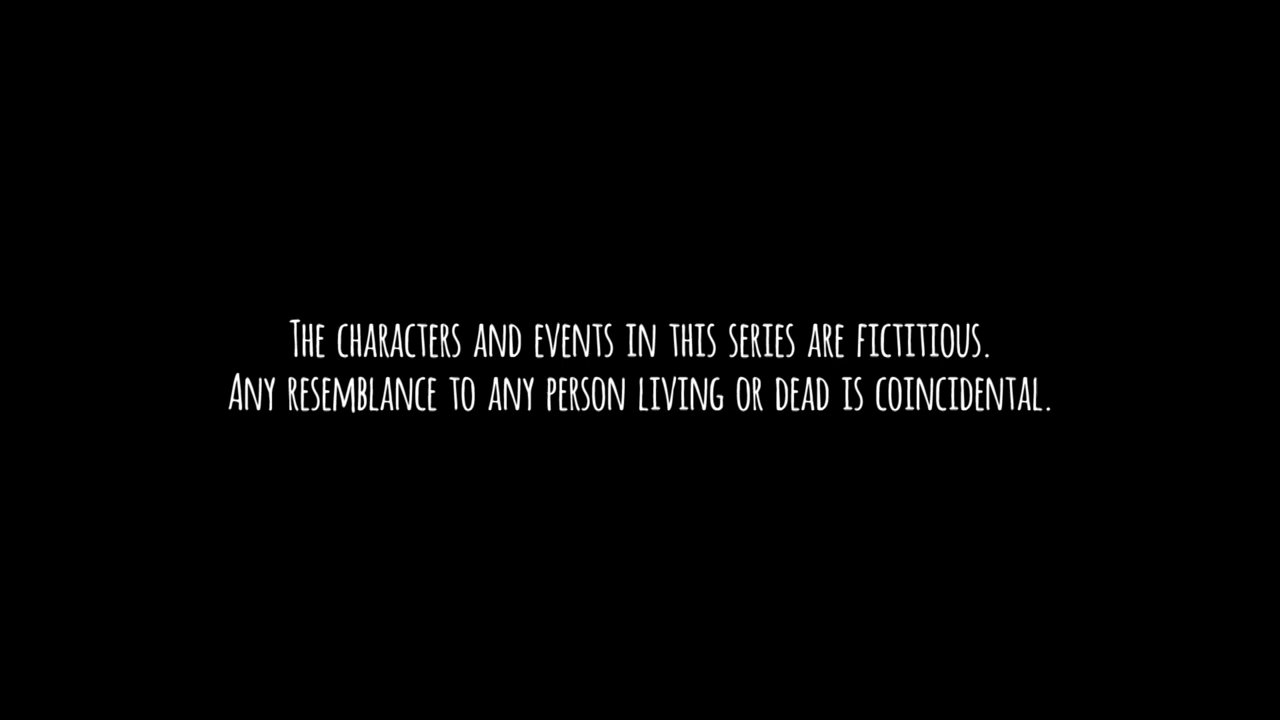 The characters and events in this series are fictitious.
Any resemblance to any person living or dead is coincidental.